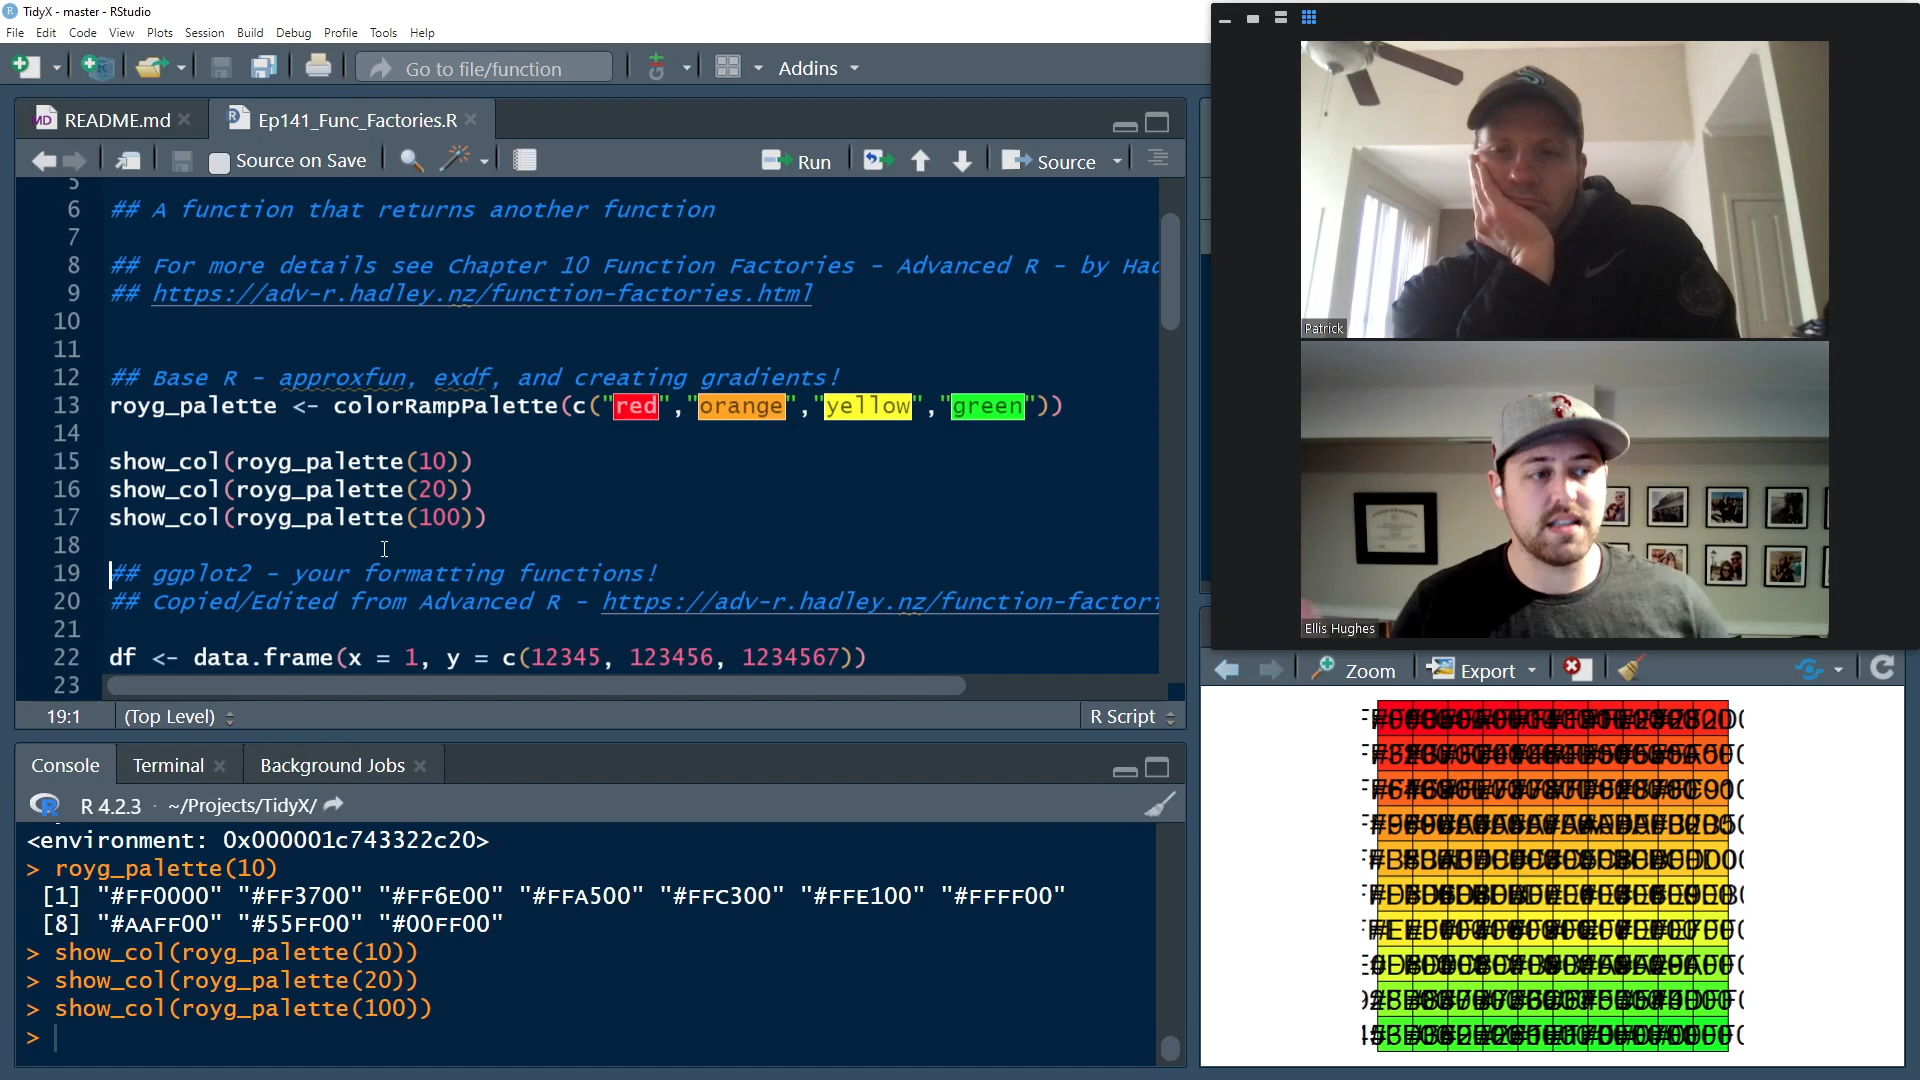 TidyX - master - RStudio
File Edit Code View Plots Session Build Debug Profile Tools Help
Go to file/function
Addins
README.md
Ep141_Func_Factories.R
Source on Save
Run
Source
5
6 ## A function that returns another function
7
8 ## For more details see Chapter 10 Function Factories - Advanced R - by Had
9 ## https://adv-r.hadley.nz/function-factories.html
10
11
12 ## Base R - approxfun, exdf, and creating gradients!
13 royg_palette <- colorRampPalette(c("red","orange","yellow","green"))
14
15 show_col(royg_palette(10))
16 show_col(royg_palette(20))
17 show_col(royg_palette(100))
18
19 ## ggplot2 - your formatting functions!
20 ## Copied/Edited from Advanced R - https://adv-r.hadley.nz/function-factori
21
22 df <- data.frame(x = 1, y = c(12345, 123456, 1234567))
23
19:1 (Top Level) R Script
Console Terminal Background Jobs
R 4.2.3 · ~/Projects/TidyX/
<environment: 0x000001c743322c20>
> royg_palette(10)
[1] "#FF0000" "#FF3700" "#FF6E00" "#FFA500" "#FFC300" "#FFE100" "#FFFF00"
[8] "#AAFF00" "#55FF00" "#00FF00"
> show_col(royg_palette(10))
> show_col(royg_palette(20))
> show_col(royg_palette(100))
>
Patrick
Ellis Hughes
Zoom Export